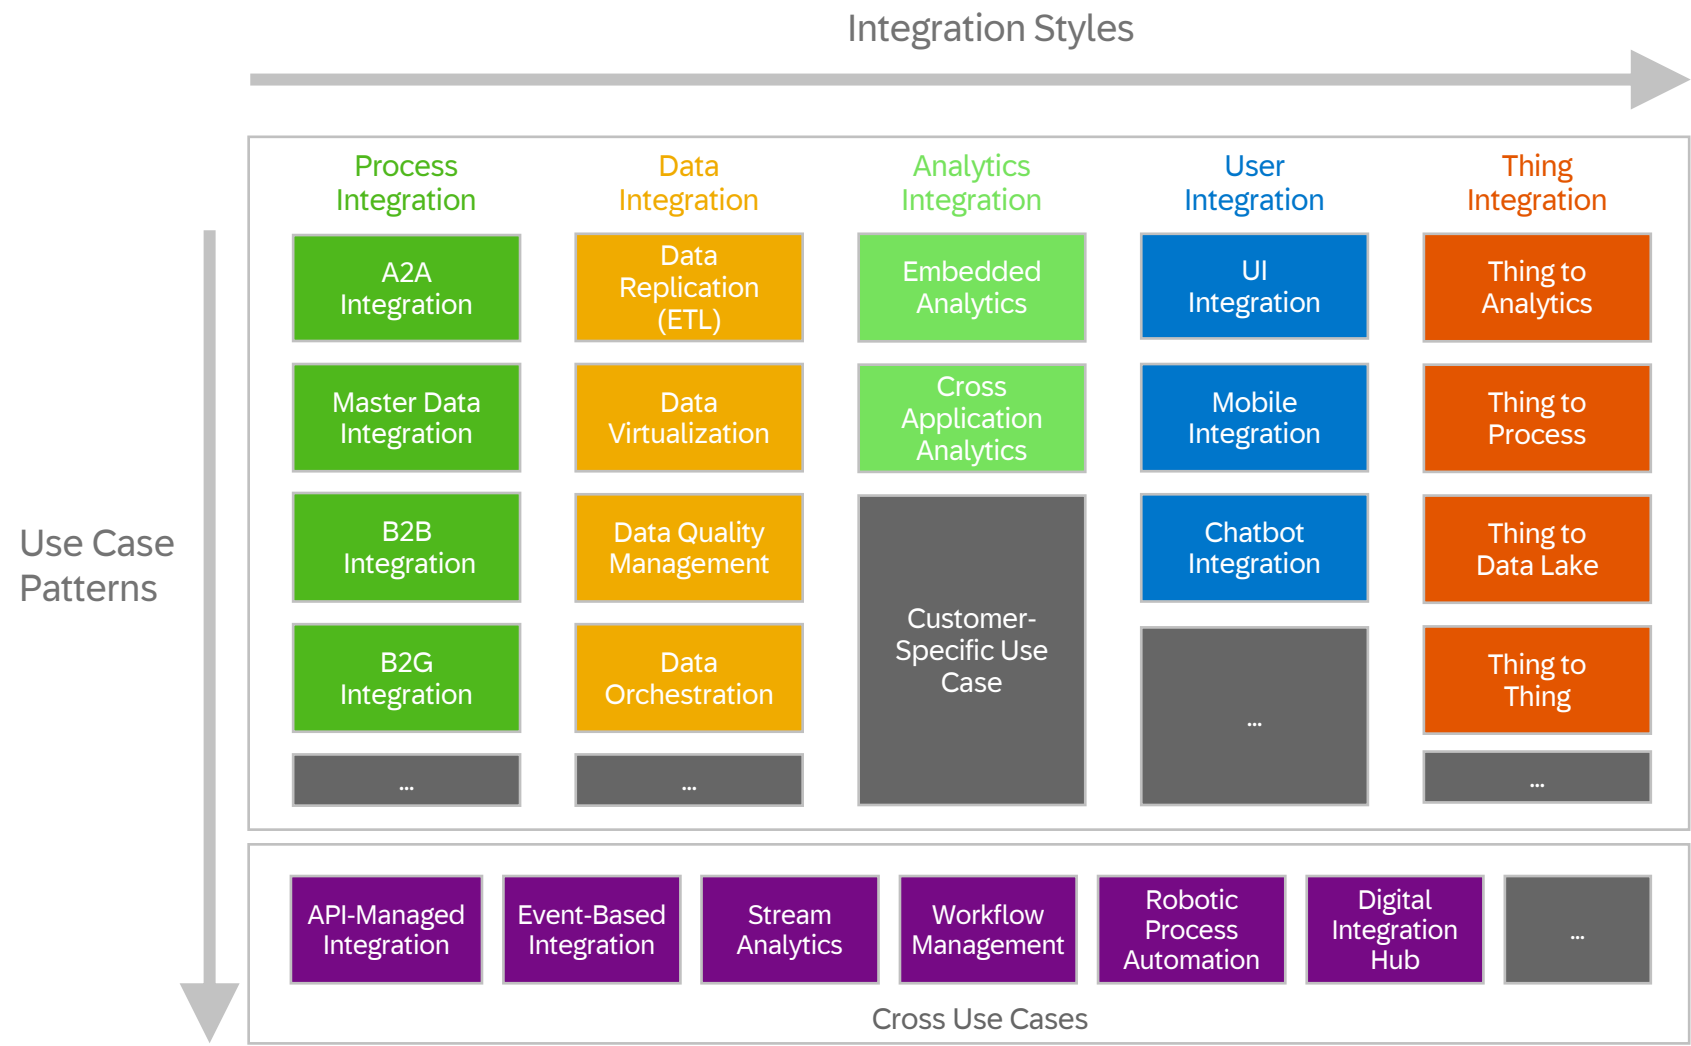 Integration Styles
Use Case
Patterns
Process
Integration
A2A
Integration
Master Data
Integration
B2B
Integration
B2G
Integration
...
Data
Integration
Data
Replication
(ETL)
Data
Virtualization
Data Quality
Management
Data
Orchestration
...
Analytics
Integration
Embedded
Analytics
Cross
Application
Analytics
Customer-
Specific Use
Case
User
Integration
UI
Integration
Mobile
Integration
Chatbot
Integration
...
Thing
Integration
Thing to
Analytics
Thing to
Process
Thing to
Data Lake
Thing to
Thing
...
API-Managed
Integration
Event-Based
Integration
Stream
Analytics
Workflow
Management
Robotic
Process
Automation
Digital
Integration
Hub
...
Cross Use Cases